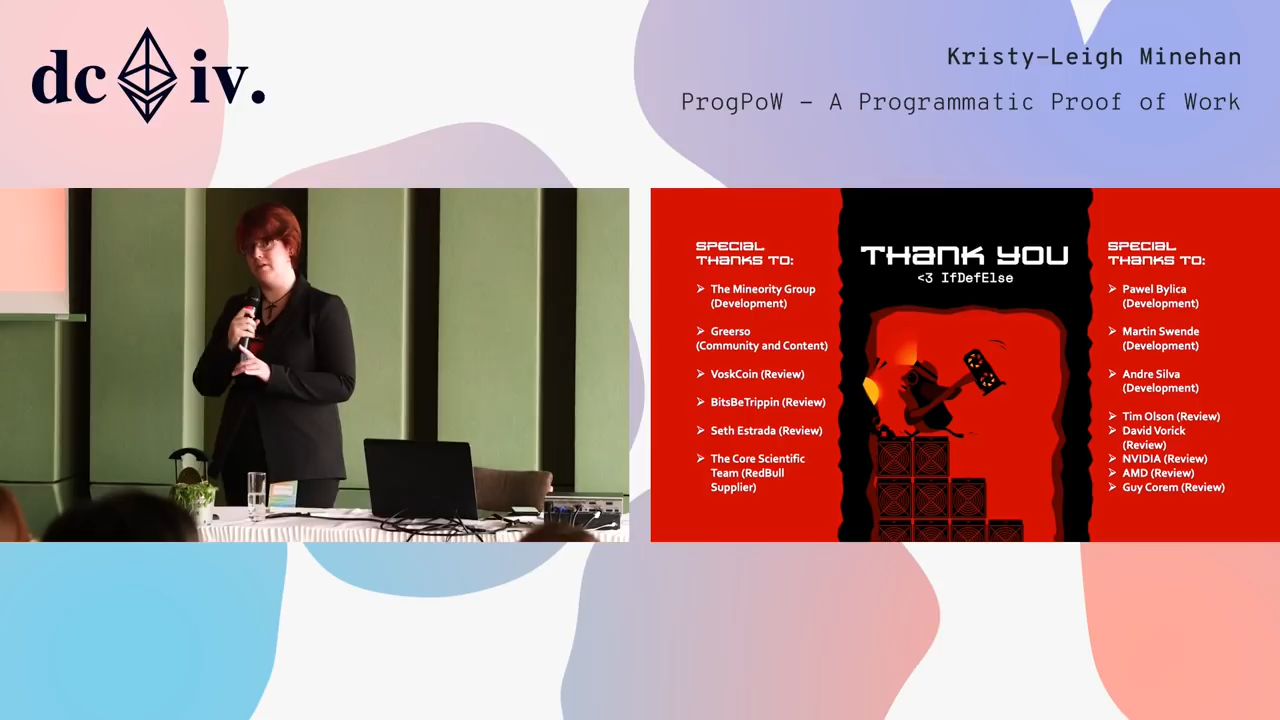 dc iv.
Kristy-Leigh Minehan
ProgPoW - A Programmatic Proof of Work
SPECIAL
THANKS TO:
➢ The Mineority Group
(Development)
➢ Greerso
(Community and Content)
➢ VoskCoin (Review)
➢ BitsBeTrippin (Review)
➢ Seth Estrada (Review)
➢ The Core Scientific
Team (RedBull
Supplier)
THANK YOU
<3 IfDefElse
SPECIAL
THANKS TO:
➢ Pawel Bylica
(Development)
➢ Martin Swende
(Development)
➢ Andre Silva
(Development)
➢ Tim Olson (Review)
➢ David Vorick
(Review)
➢ NVIDIA (Review)
➢ AMD (Review)
➢ Guy Corem (Review)